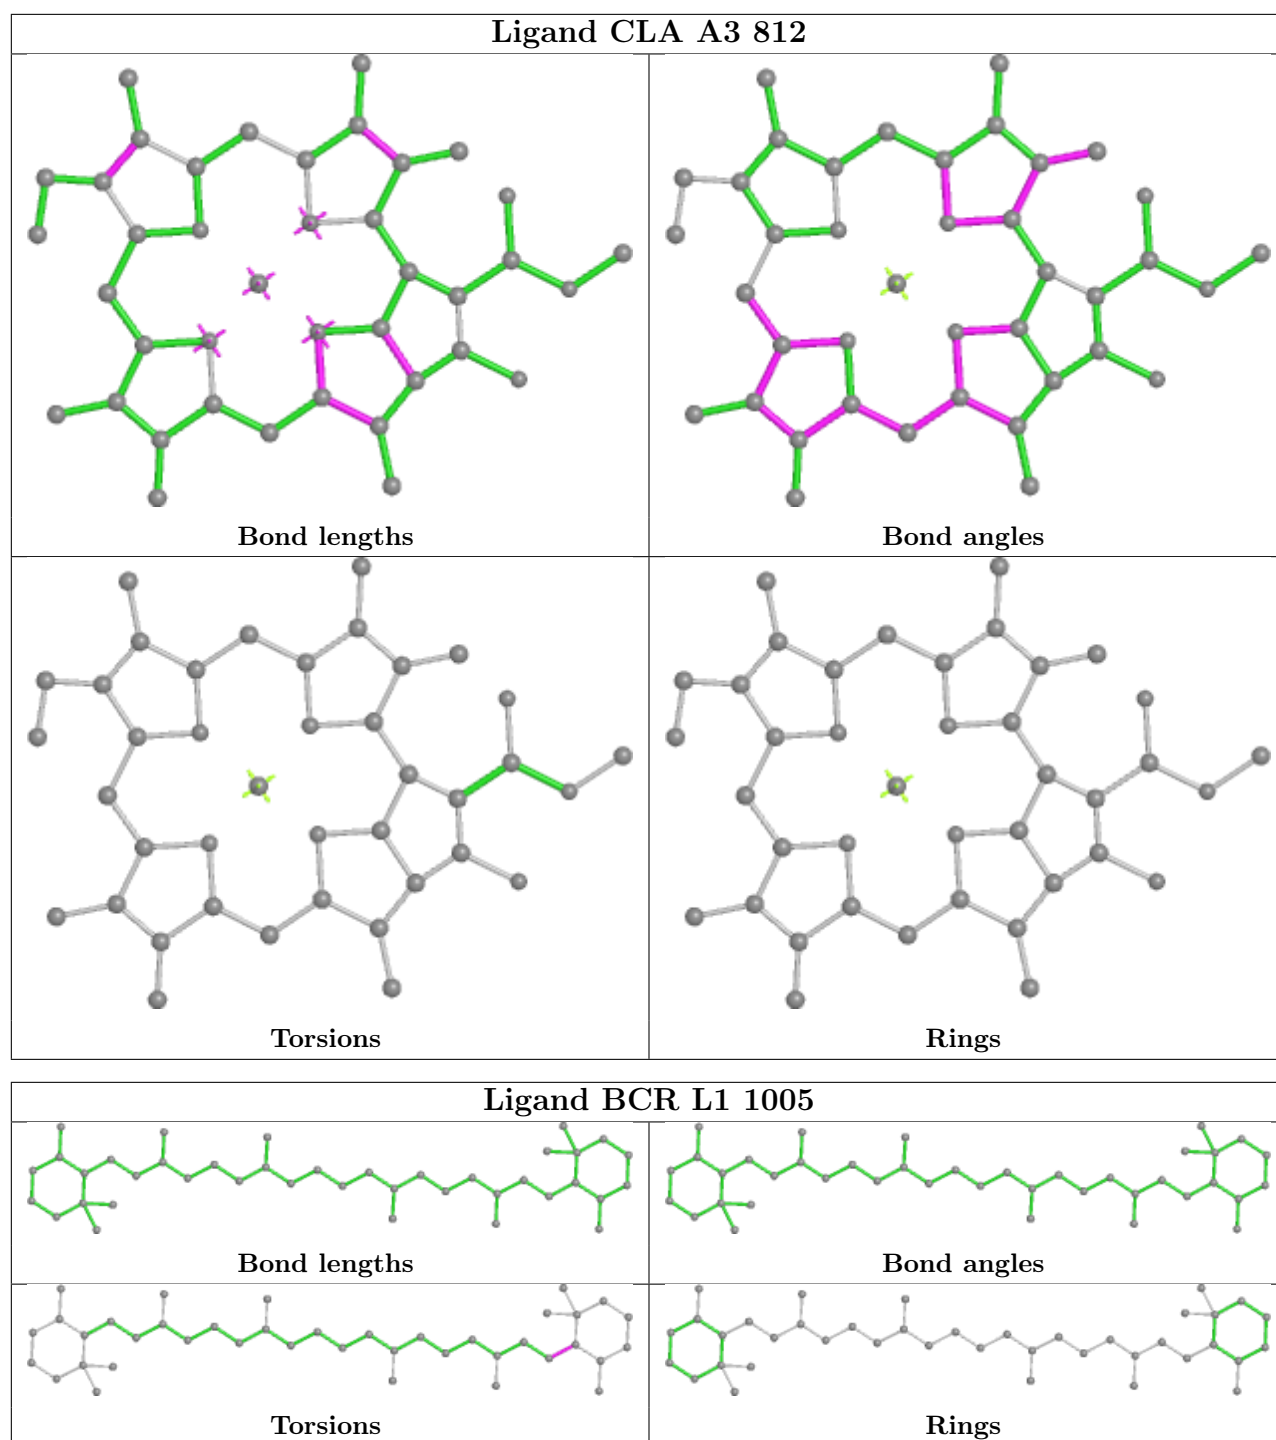 Ligand CLA A3 812
Bond lengths
Bond angles
Torsions
Rings
Ligand BCR L1 1005
Bond lengths
Bond angles
Torsions
Rings